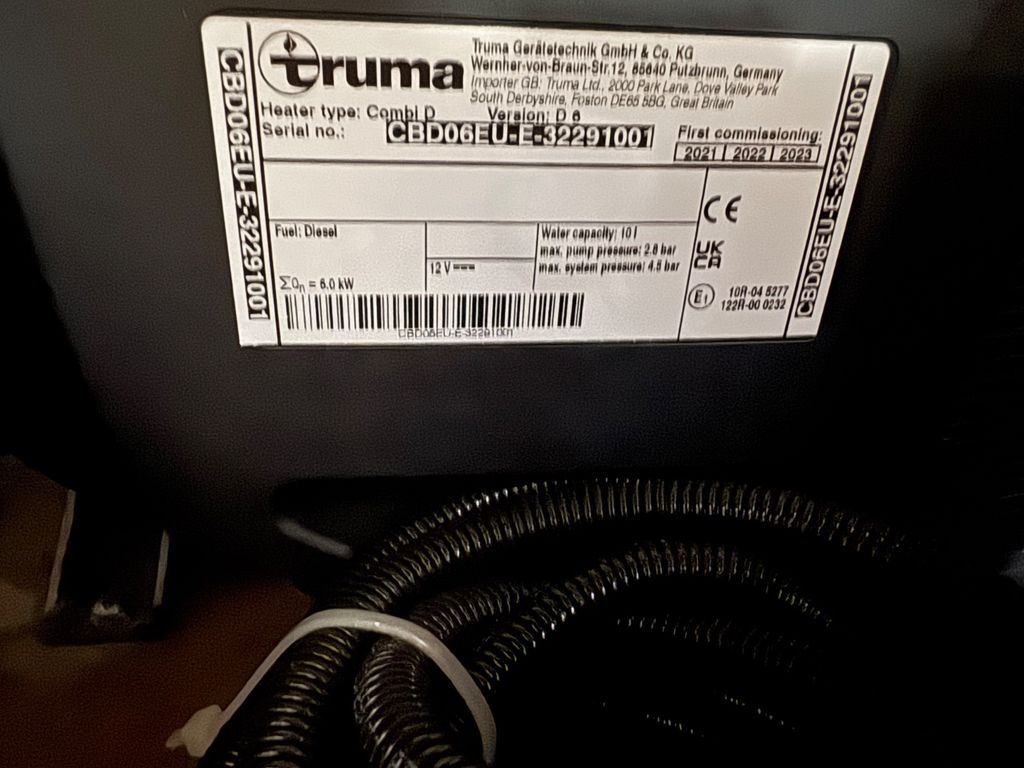 truma
Truma Gerätetechnik GmbH & Co. KG
Wernher-von-Braun-Str.12, 85640 Putzbrunn, Germany
Importer GB: Truma Ltd., 2000 Park Lane, Dove Valley Park
South Derbyshire, Foston DE65 5BG, Great Britain
Heater type: Combi D Version: D 6
Serial no.: CBD06EU-E-32291001
First commissioning:
2021 | 2022 | 2023
CBD06EU-E-32291001
CBD06EU-E-32291001
Fuel: Diesel
ΣQn = 6.0 kW
12 V
Water capacity: 10 l
max. pump pressure: 2.8 bar
max. system pressure: 4.5 bar
CE
UK
CA
E1
10R-04 5277
122R-00 0232
CBD06EU-E-32291001